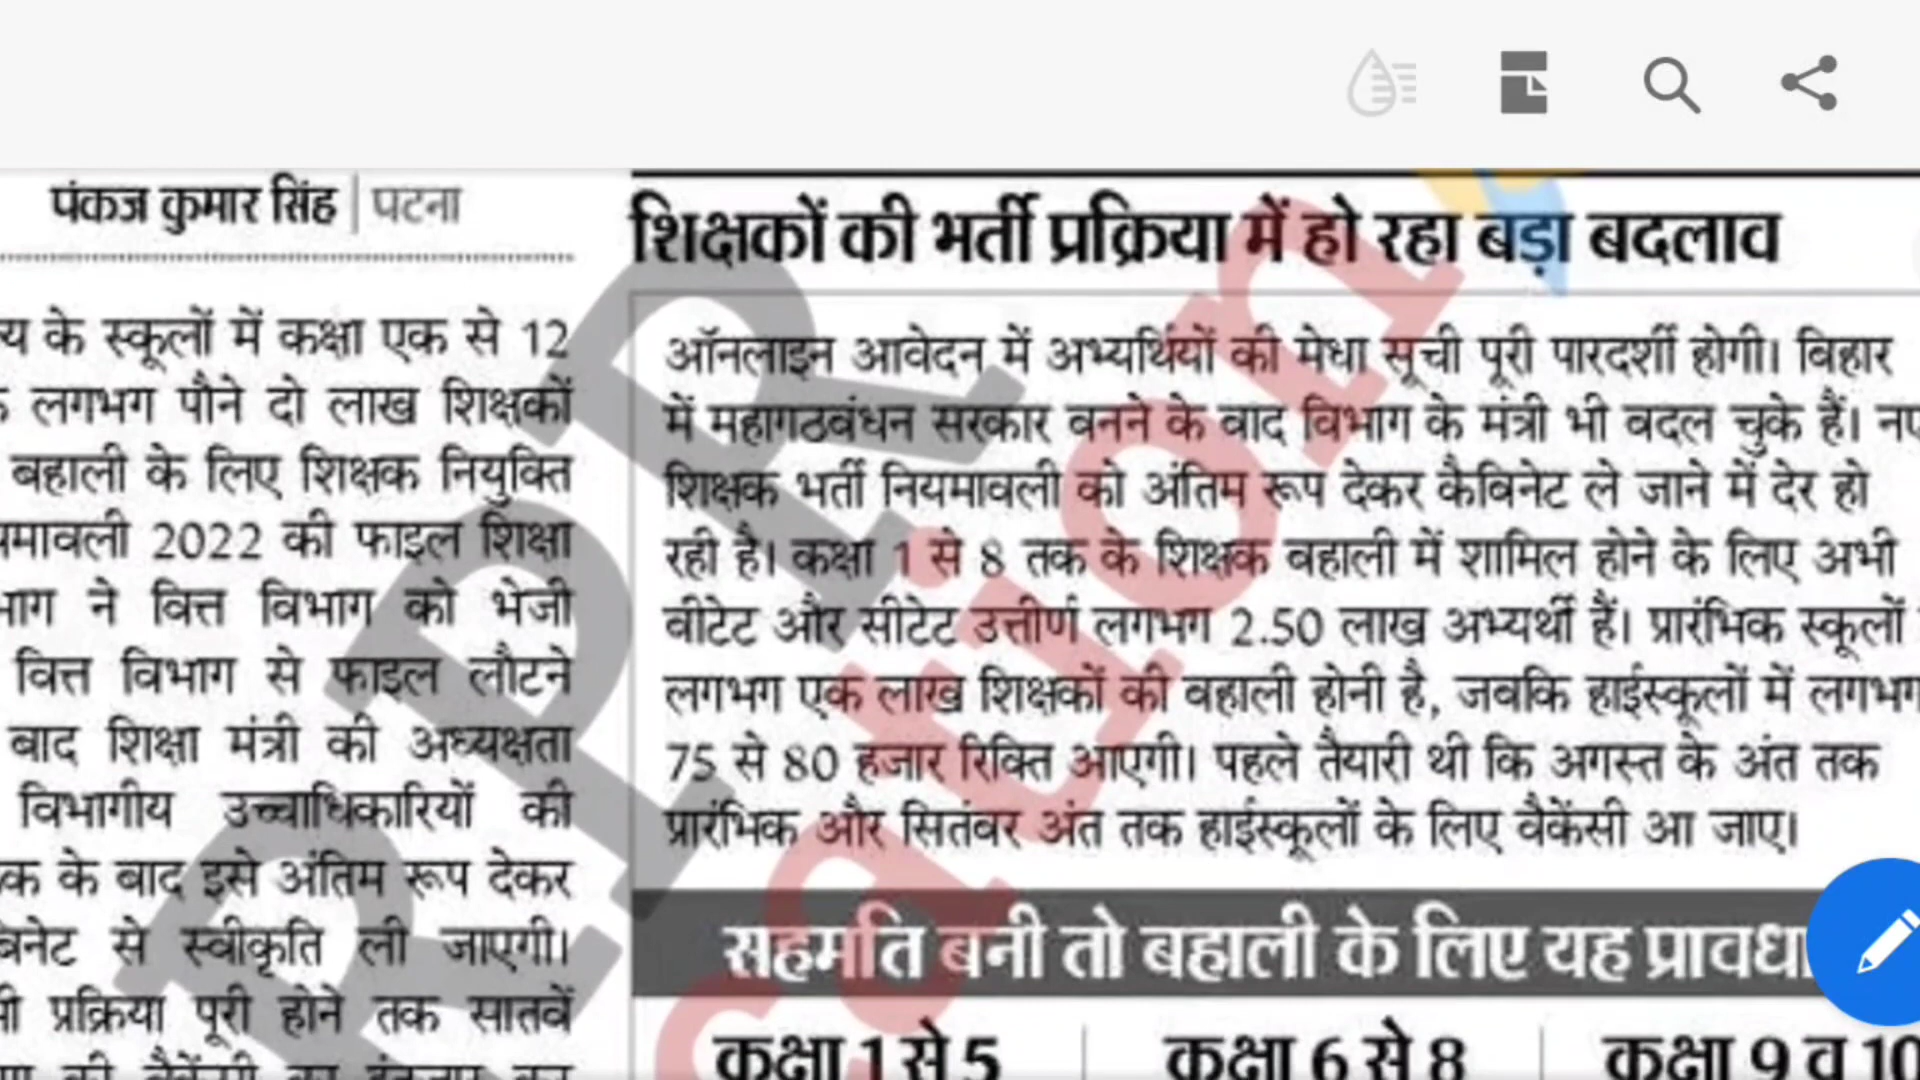 पंकज कुमार सिंह | पटना
के स्कूलों में कक्षा एक से 12
लगभग पौने दो लाख शिक्षकों
बहाली के लिए शिक्षक नियुक्ति
2022 की फाइल शिक्षा
ने वित्त विभाग को भेजी
वित्त विभाग से फाइल लौटने
बाद शिक्षा मंत्री की अध्यक्षता
विभागीय उच्चाधिकारियों की
के बाद इसे अंतिम रूप देकर
से स्वीकृति ली जाएगी।
प्रक्रिया पूरी होने तक सातवें
शिक्षकों की भर्ती प्रक्रिया में हो रहा बड़ा बदलाव
ऑनलाइन आवेदन में अभ्यर्थियों की मेधा सूची पूरी पारदर्शी होगी। बिहार
में महागठबंधन सरकार बनने के बाद विभाग के मंत्री भी बदल चुके हैं। नए
शिक्षक भर्ती नियमावली को अंतिम रूप देकर कैबिनेट ले जाने में देर हो
रही है। कक्षा 1 से 8 तक के शिक्षक बहाली में शामिल होने के लिए अभी
बीटेट और सीटेट उत्तीर्ण लगभग 2.50 लाख अभ्यर्थी हैं। प्रारंभिक स्कूलों
लगभग एक लाख शिक्षकों की बहाली होनी है, जबकि हाईस्कूलों में लगभग
75 से 80 हजार रिक्ति आएगी। पहले तैयारी थी कि अगस्त के अंत तक
प्रारंभिक और सितंबर अंत तक हाईस्कूलों के लिए वैकेंसी आ जाए।
सहमति बनी तो बहाली के लिए यह
कक्षा 1 से 5 कक्षा 6 से 8 कक्षा 9 व 10